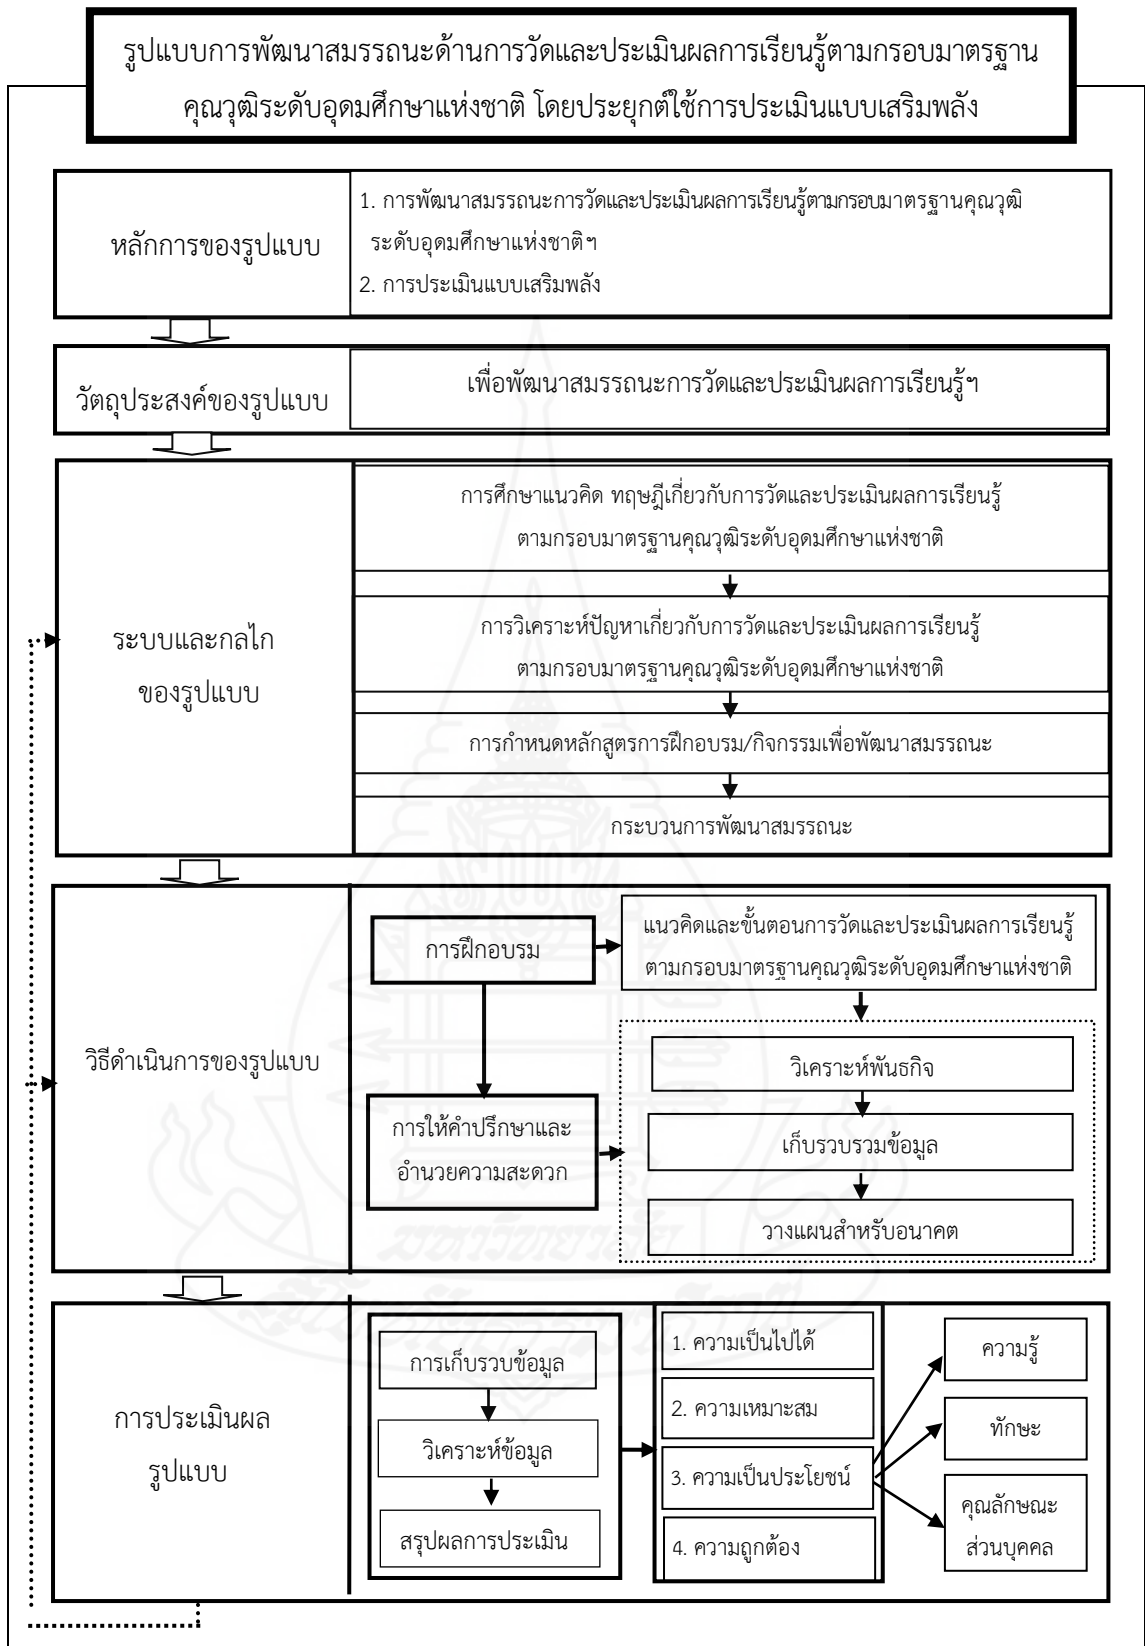 รูปแบบการพัฒนาสมรรถนะด้านการวัดและประเมินผลการเรียนรู้ตามกรอบมาตรฐาน
คุณวุฒิระดับอุดมศึกษาแห่งชาติ โดยประยุกต์ใช้การประเมินแบบเสริมพลัง
หลักการของรูปแบบ
1. การพัฒนาสมรรถนะการวัดและประเมินผลการเรียนรู้ตามกรอบมาตรฐานคุณวุฒิ
ระดับอุดมศึกษาแห่งชาติฯ
2. การประเมินแบบเสริมพลัง
วัตถุประสงค์ของรูปแบบ
เพื่อพัฒนาสมรรถนะการวัดและประเมินผลการเรียนรู้ฯ
ระบบและกลไก
ของรูปแบบ
การศึกษาแนวคิด ทฤษฎีเกี่ยวกับการวัดและประเมินผลการเรียนรู้
ตามกรอบมาตรฐานคุณวุฒิระดับอุดมศึกษาแห่งชาติ
การวิเคราะห์ปัญหาเกี่ยวกับการวัดและประเมินผลการเรียนรู้
ตามกรอบมาตรฐานคุณวุฒิระดับอุดมศึกษาแห่งชาติ
การกำหนดหลักสูตรการฝึกอบรม/กิจกรรมเพื่อพัฒนาสมรรถนะ
กระบวนการพัฒนาสมรรถนะ
วิธีดำเนินการของรูปแบบ
การฝึกอบรม
แนวคิดและขั้นตอนการวัดและประเมินผลการเรียนรู้
ตามกรอบมาตรฐานคุณวุฒิระดับอุดมศึกษาแห่งชาติ
วิเคราะห์พันธกิจ
การให้คำปรึกษาและ
อำนวยความสะดวก
เก็บรวบรวมข้อมูล
วางแผนสำหรับอนาคต
มหาวิทยาลัย
สุโขทัยธรรมาธิราช
การประเมินผล
รูปแบบ
การเก็บรวบข้อมูล
วิเคราะห์ข้อมูล
สรุปผลการประเมิน
1. ความเป็นไปได้
2. ความเหมาะสม
3. ความเป็นประโยชน์
4. ความถูกต้อง
ความรู้
ทักษะ
คุณลักษณะ
ส่วนบุคคล